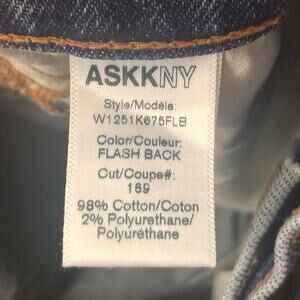 ASKKNY
Style/Modèle:
W1251K675FLB
Color/Couleur:
FLASH BACK
Cut/Coupe#:
169
98% Cotton/Coton
2% Polyurethane/
Polyuréthane